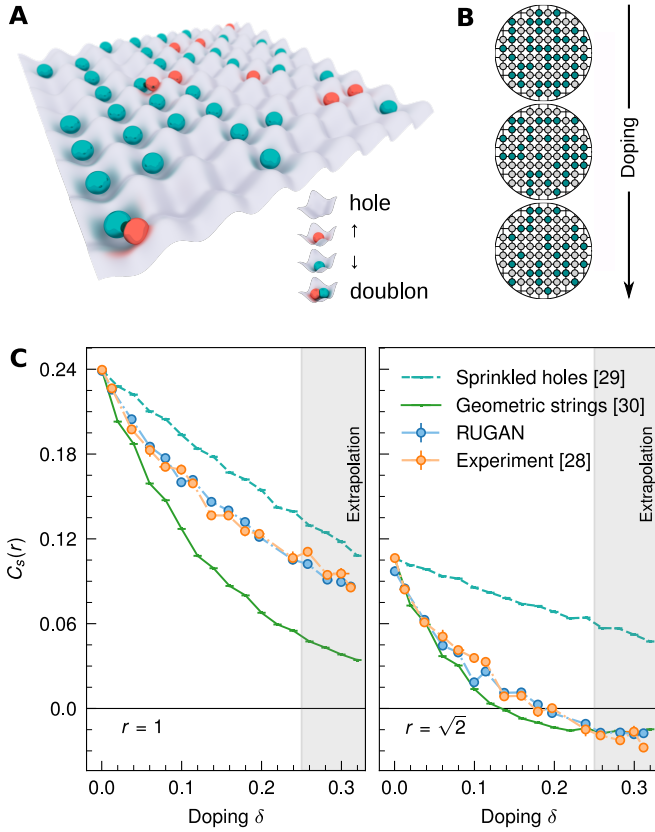 A
hole
↑
↓
doublon
B
Doping
C
0.24
0.18
0.12
0.06
0.0
C_s(r)
r = 1
Extrapolation
0.0
0.1
0.2
0.3
Doping δ
Sprinkled holes [29]
Geometric strings [30]
RUGAN
Experiment [28]
r = √2
Extrapolation
0.0
0.1
0.2
0.3
Doping δ